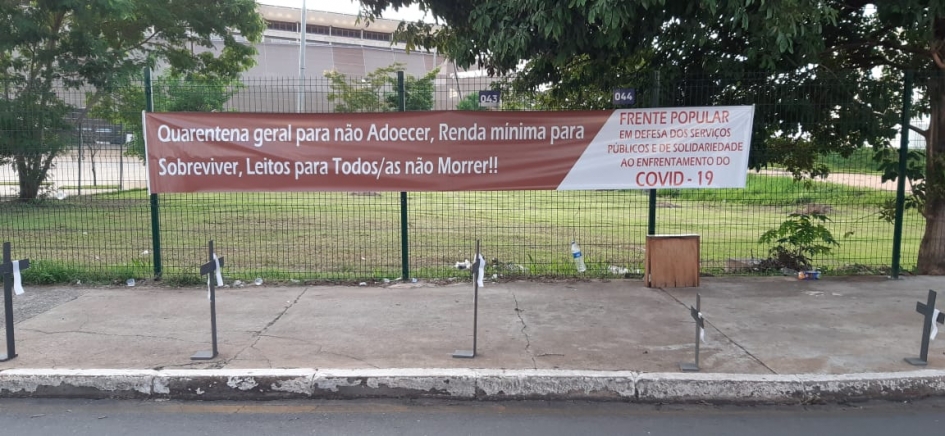 043
044
Quarentena geral para não Adoecer, Renda mínima para
Sobreviver, Leitos para Todos/as não Morrer!!
FRENTE POPULAR
EM DEFESA DOS SERVIÇOS
PÚBLICOS E DE SOLIDARIEDADE
AO ENFRENTAMENTO DO
COVID - 19